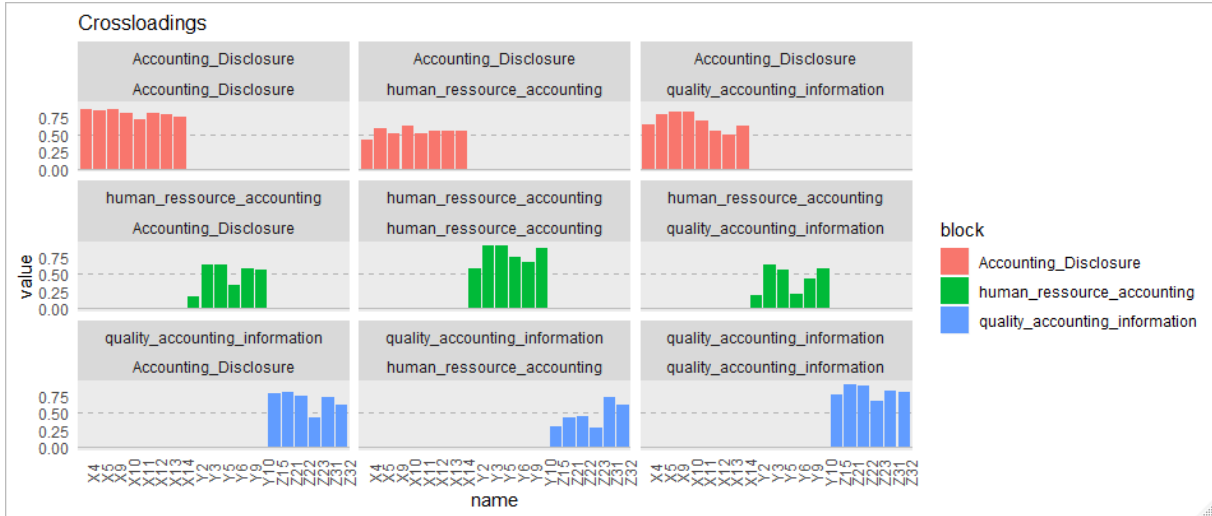 Crossloadings
Accounting_Disclosure Accounting_Disclosure Accounting_Disclosure
Accounting_Disclosure human_ressource_accounting quality_accounting_information
0.75
0.50
0.25
0.00
human_ressource_accounting human_ressource_accounting human_ressource_accounting
Accounting_Disclosure human_ressource_accounting quality_accounting_information
0.75
0.50
0.25
0.00
value
quality_accounting_information quality_accounting_information quality_accounting_information
Accounting_Disclosure human_ressource_accounting quality_accounting_information
0.75
0.50
0.25
0.00
X4 X5 X9 X10 X11 X12 X13 X14 Y2 Y3 Y5 Y6 Y9 Y10 Z15 Z21 Z22 Z23 Z31 Z32
X4 X5 X9 X10 X11 X12 X13 X14 Y2 Y3 Y5 Y6 Y9 Y10 Z15 Z21 Z22 Z23 Z31 Z32
X4 X5 X9 X10 X11 X12 X13 X14 Y2 Y3 Y5 Y6 Y9 Y10 Z15 Z21 Z22 Z23 Z31 Z32
name
block
Accounting_Disclosure
human_ressource_accounting
quality_accounting_information